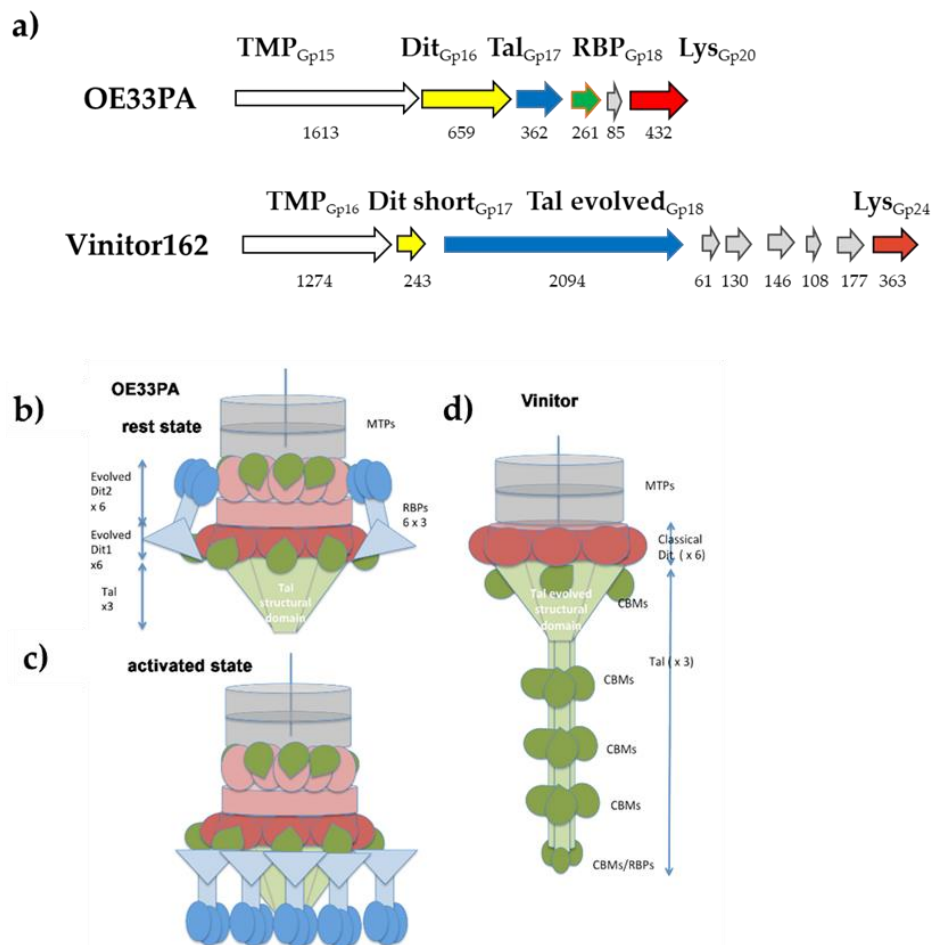 a)
TMPGp15 DitGp16 TalGp17 RBPGp18 LysGp20
OE33PA
1613 659 362 261 85 432
TMPGp16 Dit shortGp17 Tal evolvedGp18 LysGp24
Vinitor162
1274 243 2094 61 130 146 108 177 363
b)
OE33PA
rest state
MTPs
Evolved
Dit2
x 6
Evolved
Dit1
x6
Tal
x3
RBPs
6 x 3
Tal
structural
domain
c)
activated state
d)
Vinitor
MTPs
Classical
Dit. ( x 6)
CBMs
Tal evolved
structural
domain
Tal ( x 3)
CBMs
CBMs
CBMs
CBMs/RBPs